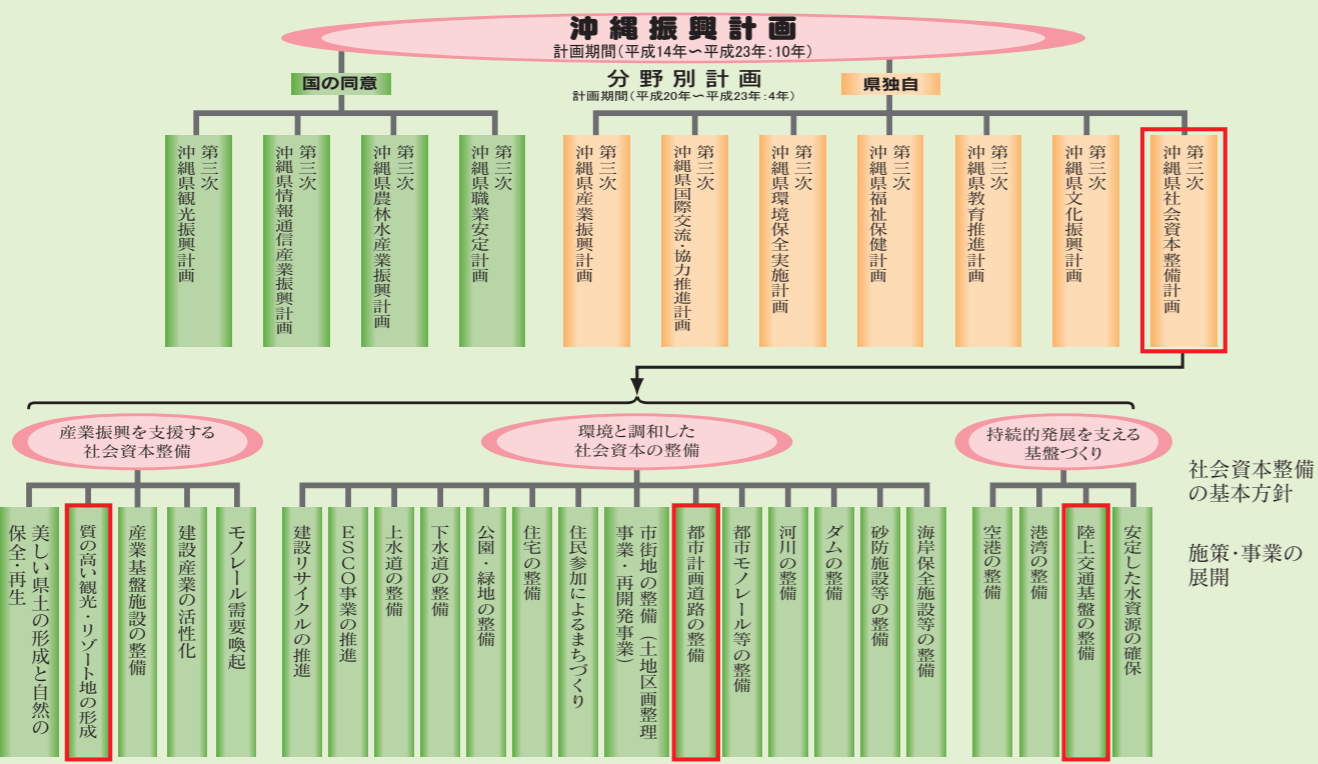 沖縄振興計画
計画期間(平成14年〜平成23年:10年)
分野別計画
計画期間(平成20年〜平成23年:4年)
国の同意
県独自
第三次
沖縄県観光振興計画
第三次
沖縄県情報通信産業振興計画
第三次
沖縄県農林水産業振興計画
第三次
沖縄県職業安定計画
第三次
沖縄県産業振興計画
第三次
沖縄県国際交流・協力推進計画
第三次
沖縄県環境保全実施計画
第三次
沖縄県福祉保健計画
第三次
沖縄県教育推進計画
第三次
沖縄県文化振興計画
第三次
沖縄県社会資本整備計画
産業振興を支援する
社会資本整備
環境と調和した
社会資本の整備
持続的発展を支える
基盤づくり
社会資本整備
の基本方針
施策・事業の
展開
美しい県土の形成と自然の
保全・再生
質の高い観光・リゾート地の形成
産業基盤施設の整備
建設産業の活性化
モノレール需要喚起
建設リサイクルの推進
ESCO事業の推進
上水道の整備
下水道の整備
公園・緑地の整備
住宅の整備
住民参加によるまちづくり
市街地の整備(土地区画整理
事業・再開発事業)
都市計画道路の整備
都市モノレール等の整備
河川の整備
ダムの整備
砂防施設等の整備
海岸保全施設等の整備
空港の整備
港湾の整備
陸上交通基盤の整備
安定した水資源の確保